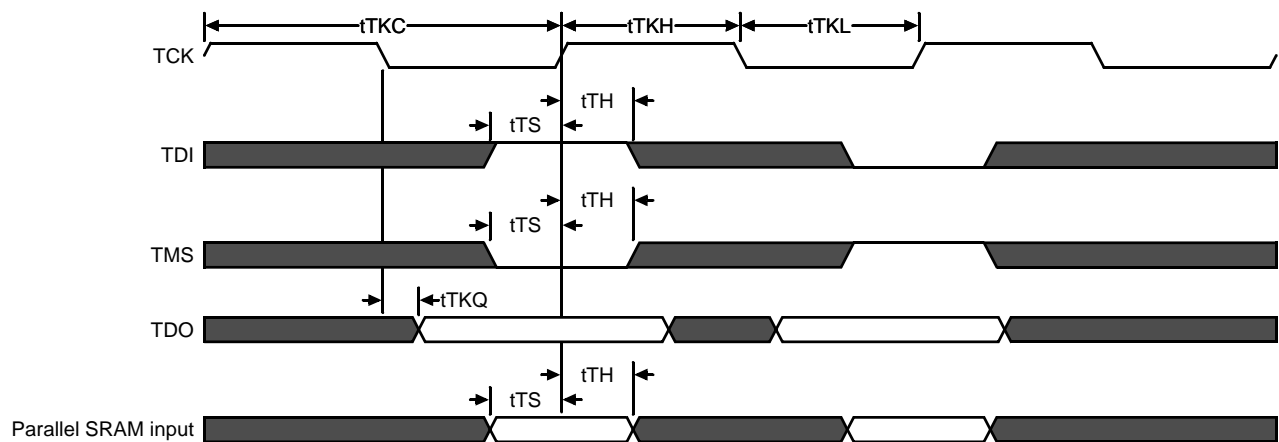 tTKC
tTKH
tTKL
TCK
tTH
tTS
TDI
tTH
tTS
TMS
tTKQ
TDO
tTH
tTS
Parallel SRAM input